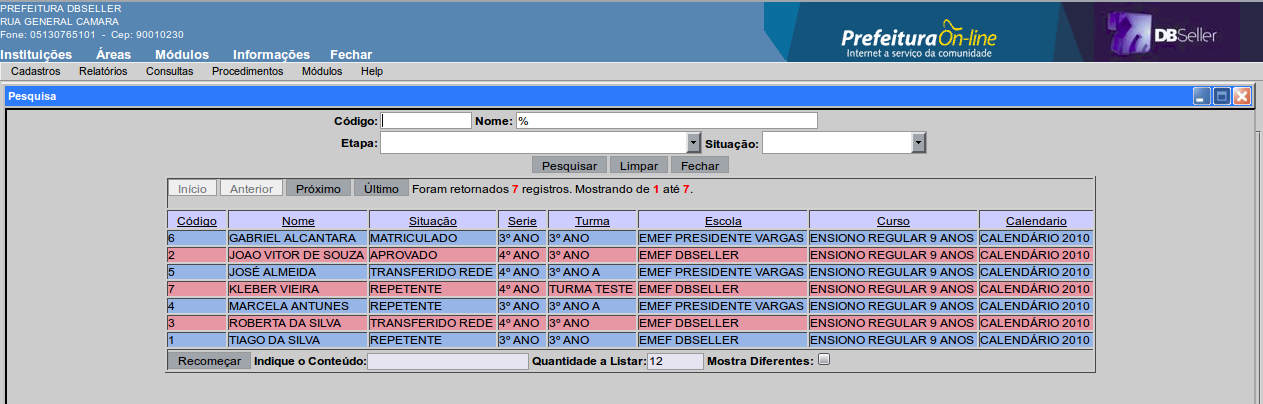 PREFEITURA DBSELLER
RUA GENERAL CAMARA
Fone: 05130765101 - Cep: 90010230
Prefeitura On-line
Internet a serviço da comunidade
DBSeller
Instituições Áreas Módulos Informações Fechar
Cadastros Relatórios Consultas Procedimentos Módulos Help
Pesquisa
Código: Nome: %
Etapa: Situação:
Pesquisar Limpar Fechar
Início Anterior Próximo Último Foram retornados 7 registros. Mostrando de 1 até 7.
Código Nome Situação Serie Turma Escola Curso Calendario
6 GABRIEL ALCANTARA MATRICULADO 3º ANO 3º ANO EMEF PRESIDENTE VARGAS ENSIONO REGULAR 9 ANOS CALENDÁRIO 2010
2 JOAO VITOR DE SOUZA APROVADO 4º ANO 3º ANO EMEF DBSELLER ENSIONO REGULAR 9 ANOS CALENDÁRIO 2010
5 JOSÉ ALMEIDA TRANSFERIDO REDE 4º ANO 3º ANO A EMEF PRESIDENTE VARGAS ENSIONO REGULAR 9 ANOS CALENDÁRIO 2010
7 KLEBER VIEIRA REPETENTE 4º ANO TURMA TESTE EMEF DBSELLER ENSIONO REGULAR 9 ANOS CALENDÁRIO 2010
4 MARCELA ANTUNES REPETENTE 3º ANO 3º ANO A EMEF PRESIDENTE VARGAS ENSIONO REGULAR 9 ANOS CALENDÁRIO 2010
3 ROBERTA DA SILVA TRANSFERIDO REDE 4º ANO 3º ANO EMEF DBSELLER ENSIONO REGULAR 9 ANOS CALENDÁRIO 2010
1 TIAGO DA SILVA REPETENTE 3º ANO 3º ANO EMEF DBSELLER ENSIONO REGULAR 9 ANOS CALENDÁRIO 2010
Recomeçar Indique o Conteúdo: Quantidade a Listar: 12 Mostra Diferentes: